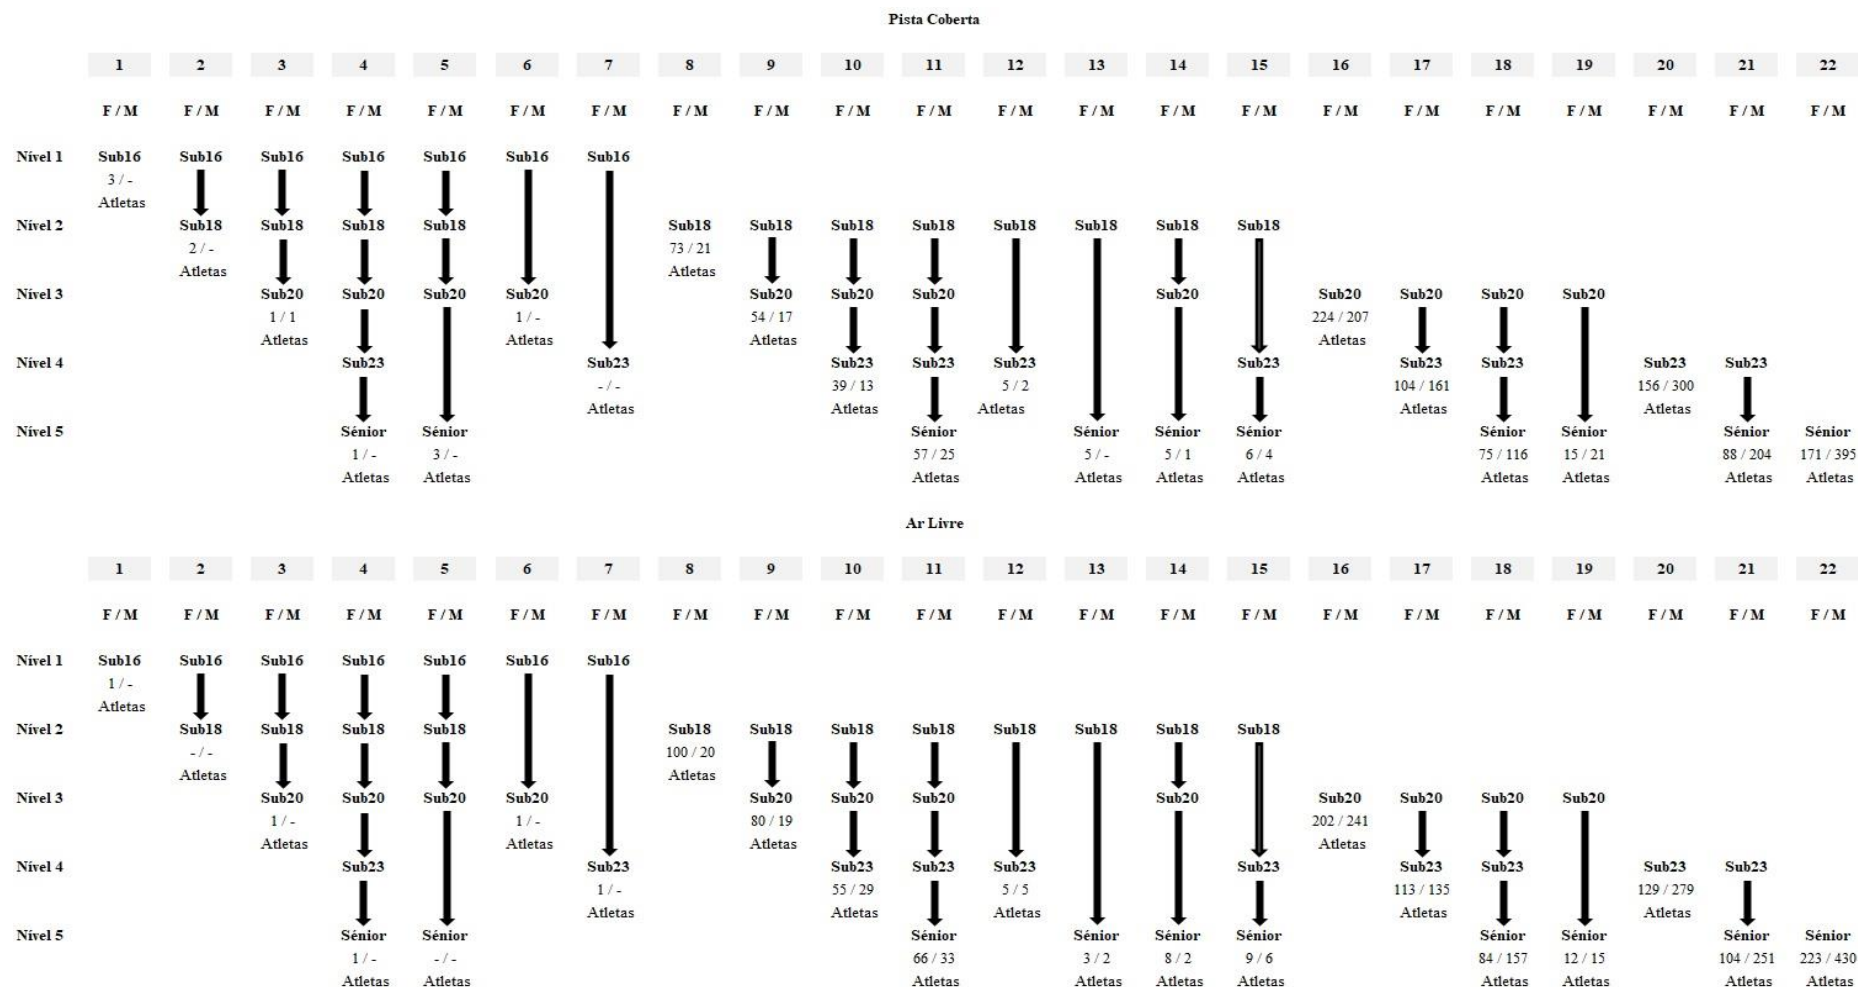 Pista Coberta
1 2 3 4 5 6 7 8 9 10 11 12 13 14 15 16 17 18 19 20 21 22
F / M F / M F / M F / M F / M F / M F / M F / M F / M F / M F / M F / M F / M F / M F / M F / M F / M F / M F / M F / M F / M F / M
Nível 1 Sub16 Sub16 Sub16 Sub16 Sub16 Sub16 Sub16
3 / -
Atletas
Nível 2 Sub18 Sub18 Sub18 Sub18 Sub18 Sub18 Sub18 Sub18 Sub18 Sub18 Sub18 Sub18
2 / - 73 / 21
Atletas Atletas
Nível 3 Sub20 Sub20 Sub20 Sub20 Sub20 Sub20 Sub20 Sub20 Sub20 Sub20 Sub20 Sub20
1 / 1 1 / - 54 / 17 224 / 207
Atletas Atletas Atletas Atletas
Nível 4 Sub23 Sub23 Sub23 Sub23 Sub23 Sub23 Sub23 Sub23 Sub23 Sub23
- / - 39 / 13 5 / 2 104 / 161 156 / 300
Atletas Atletas Atletas Atletas Atletas
Nível 5 Sénior Sénior Sénior Sénior Sénior Sénior Sénior Sénior Sénior Sénior
1 / - 3 / - 57 / 25 5 / - 5 / 1 6 / 4 75 / 116 15 / 21 88 / 204 171 / 395
Atletas Atletas Atletas Atletas Atletas Atletas Atletas Atletas Atletas Atletas
Ar Livre
1 2 3 4 5 6 7 8 9 10 11 12 13 14 15 16 17 18 19 20 21 22
F / M F / M F / M F / M F / M F / M F / M F / M F / M F / M F / M F / M F / M F / M F / M F / M F / M F / M F / M F / M F / M F / M
Nível 1 Sub16 Sub16 Sub16 Sub16 Sub16 Sub16 Sub16
1 / -
Atletas
Nível 2 Sub18 Sub18 Sub18 Sub18 Sub18 Sub18 Sub18 Sub18 Sub18 Sub18 Sub18 Sub18
- / - 100 / 20
Atletas Atletas
Nível 3 Sub20 Sub20 Sub20 Sub20 Sub20 Sub20 Sub20 Sub20 Sub20 Sub20 Sub20 Sub20
1 / - 1 / - 80 / 19 202 / 241
Atletas Atletas Atletas Atletas
Nível 4 Sub23 Sub23 Sub23 Sub23 Sub23 Sub23 Sub23 Sub23 Sub23 Sub23
1 / - 55 / 29 5 / 5 113 / 135 129 / 279
Atletas Atletas Atletas Atletas Atletas
Nível 5 Sénior Sénior Sénior Sénior Sénior Sénior Sénior Sénior Sénior Sénior
1 / - - / - 66 / 33 3 / 2 8 / 2 9 / 6 84 / 157 12 / 15 104 / 251 223 / 430
Atletas Atletas Atletas Atletas Atletas Atletas Atletas Atletas Atletas Atletas